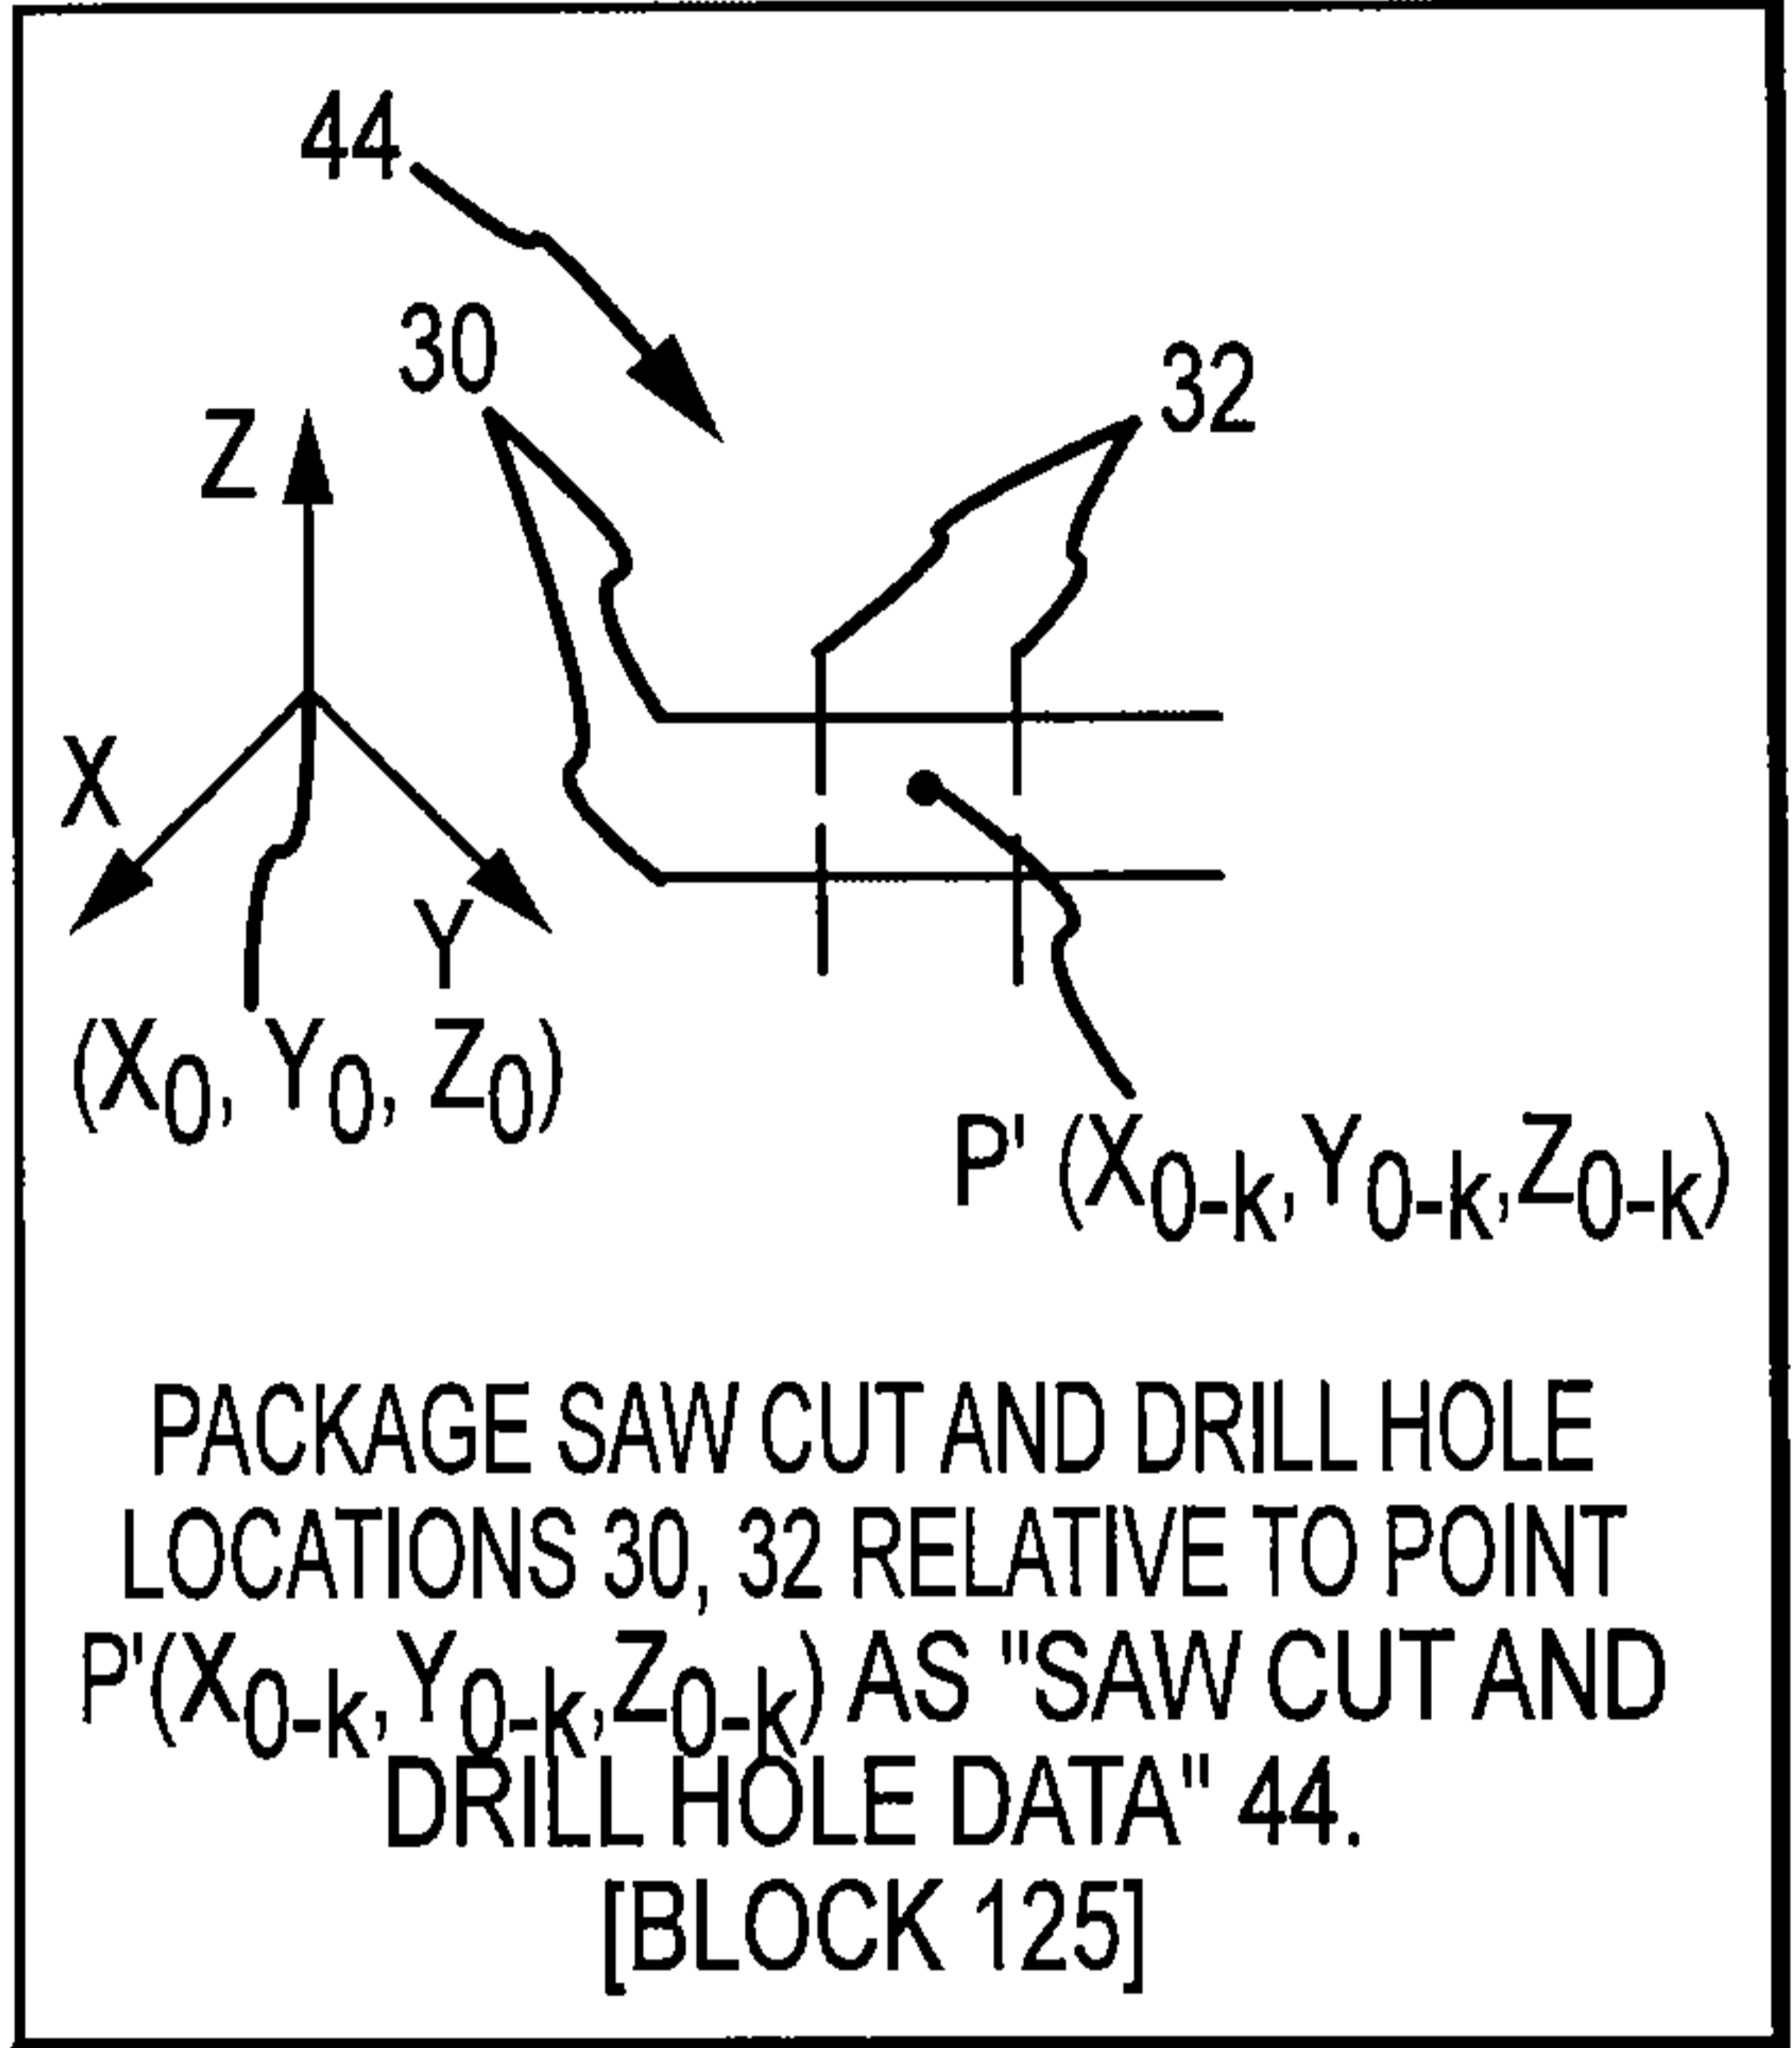 44
30
32
Z
X
Y
(X₀, Y₀, Z₀)
P' (X₀₋ₖ,Y₀₋ₖ,Z₀₋ₖ)
PACKAGE SAW CUT AND DRILL HOLE
LOCATIONS 30, 32 RELATIVE TO POINT
P'(X₀₋ₖ,Y₀₋ₖ,Z₀₋ₖ) AS "SAW CUT AND
DRILL HOLE DATA" 44.
[BLOCK 125]